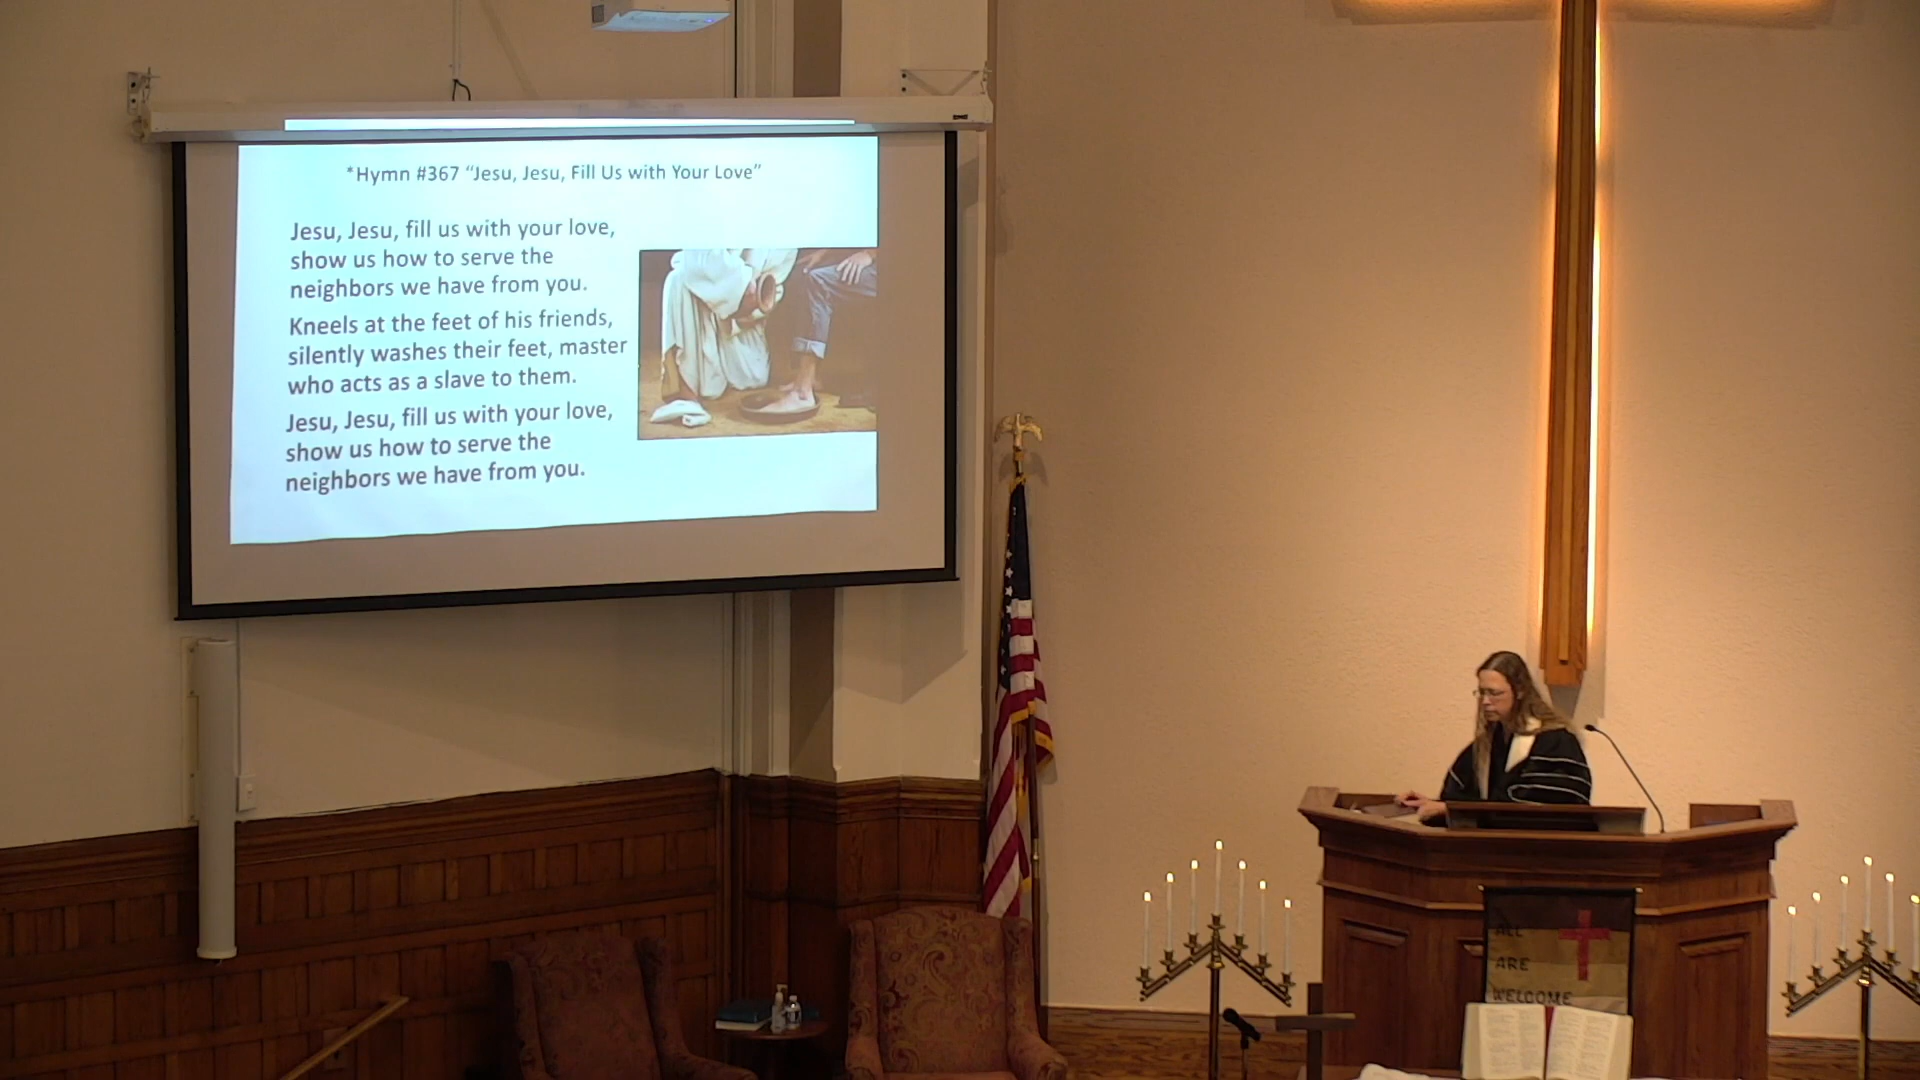 *Hymn #367 “Jesu, Jesu, Fill Us with Your Love”
Jesu, Jesu, fill us with your love,
show us how to serve the
neighbors we have from you.
Kneels at the feet of his friends,
silently washes their feet, master
who acts as a slave to them.
Jesu, Jesu, fill us with your love,
show us how to serve the
neighbors we have from you.
ALL
ARE
WELCOME